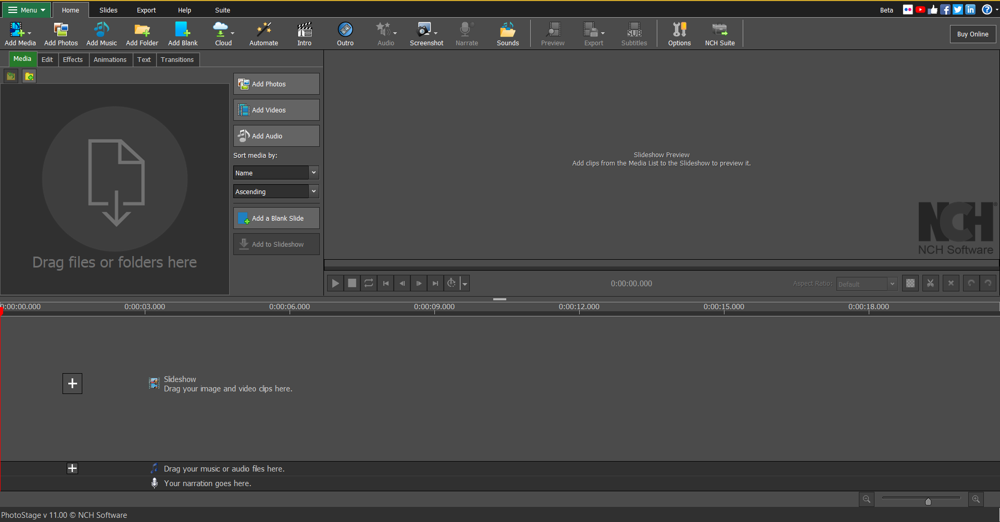 Menu Home Slides Export Help Suite Beta
Add Media Add Photos Add Music Add Folder Add Blank Cloud Automate Intro Outro Audio Screenshot Narrate Sounds Preview Export Subtitles Options NCH Suite Buy Online
Media Edit Effects Animations Text Transitions
Add Photos
Add Videos
Add Audio
Sort media by:
Name
Ascending
Add a Blank Slide
Add to Slideshow
Drag files or folders here
Slideshow Preview
Add clips from the Media List to the Slideshow to preview it.
NCH®
NCH Software
0:00:00.000 Aspect Ratio: Default
0:00:00.000 0:00:03.000 0:00:06.000 0:00:09.000 0:00:12.000 0:00:15.000 0:00:18.000
Slideshow
Drag your image and video clips here.
Drag your music or audio files here.
Your narration goes here.
PhotoStage v 11.00 © NCH Software